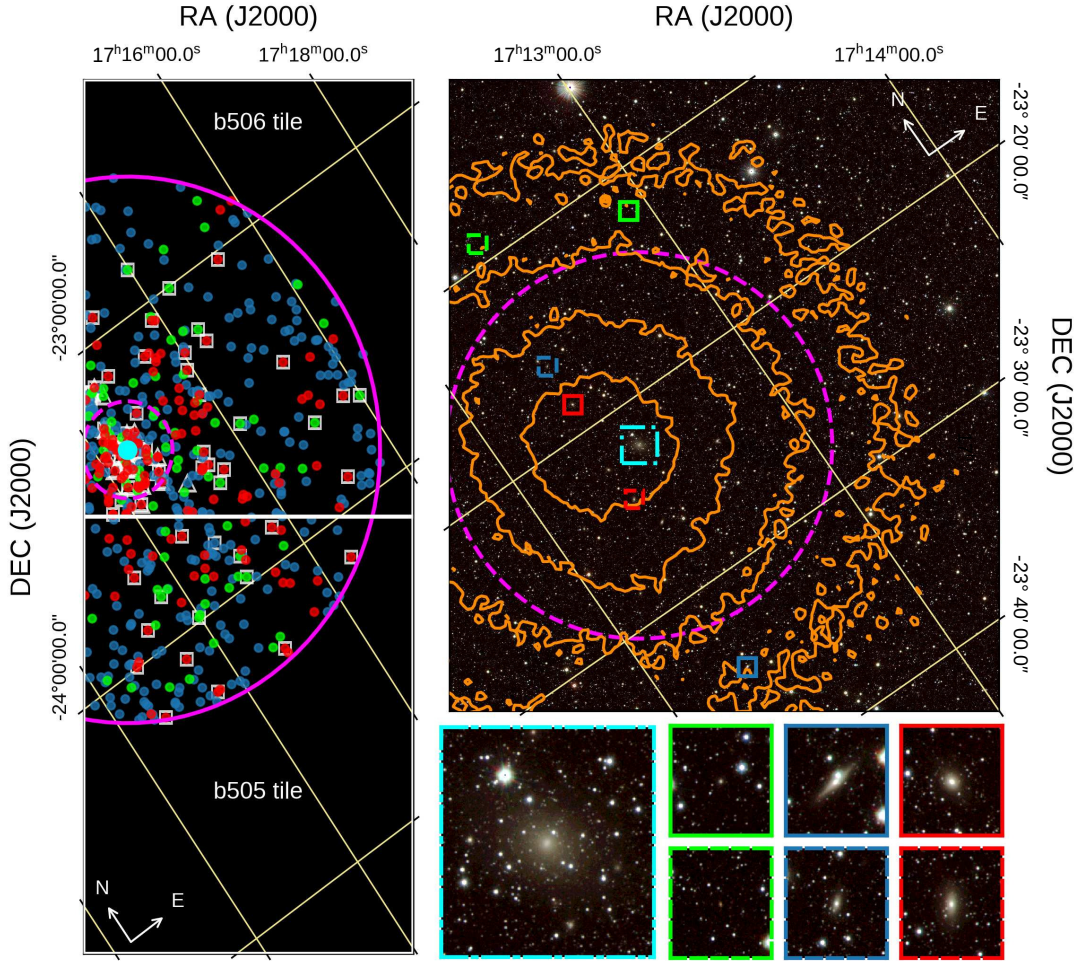 RA (J2000)
RA (J2000)
17ʰ16ᵐ00.0ˢ
17ʰ18ᵐ00.0ˢ
17ʰ13ᵐ00.0ˢ
17ʰ14ᵐ00.0ˢ
b506 tile
N
E
-23° 20' 00.0"
-23°00'00.0"
-23° 30' 00.0"
DEC (J2000)
DEC (J2000)
-23° 40' 00.0"
-24°00'00.0"
b505 tile
N
E